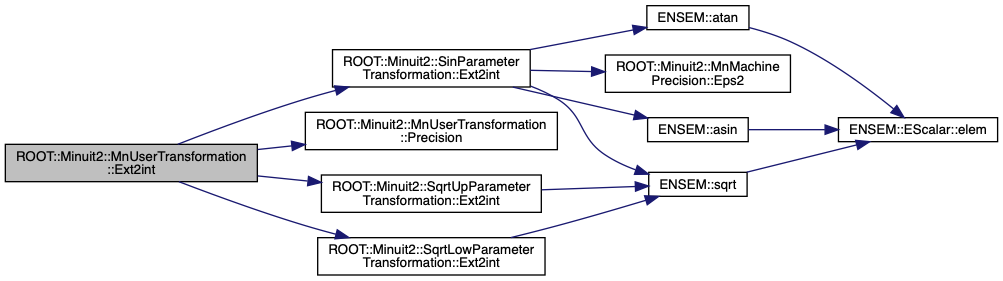 ROOT::Minuit2::MnUserTransformation
::Ext2int
ROOT::Minuit2::SinParameter
Transformation::Ext2int
ROOT::Minuit2::MnUserTransformation
::Precision
ROOT::Minuit2::SqrtUpParameter
Transformation::Ext2int
ROOT::Minuit2::SqrtLowParameter
Transformation::Ext2int
ENSEM::atan
ROOT::Minuit2::MnMachine
Precision::Eps2
ENSEM::asin
ENSEM::sqrt
ENSEM::EScalar::elem